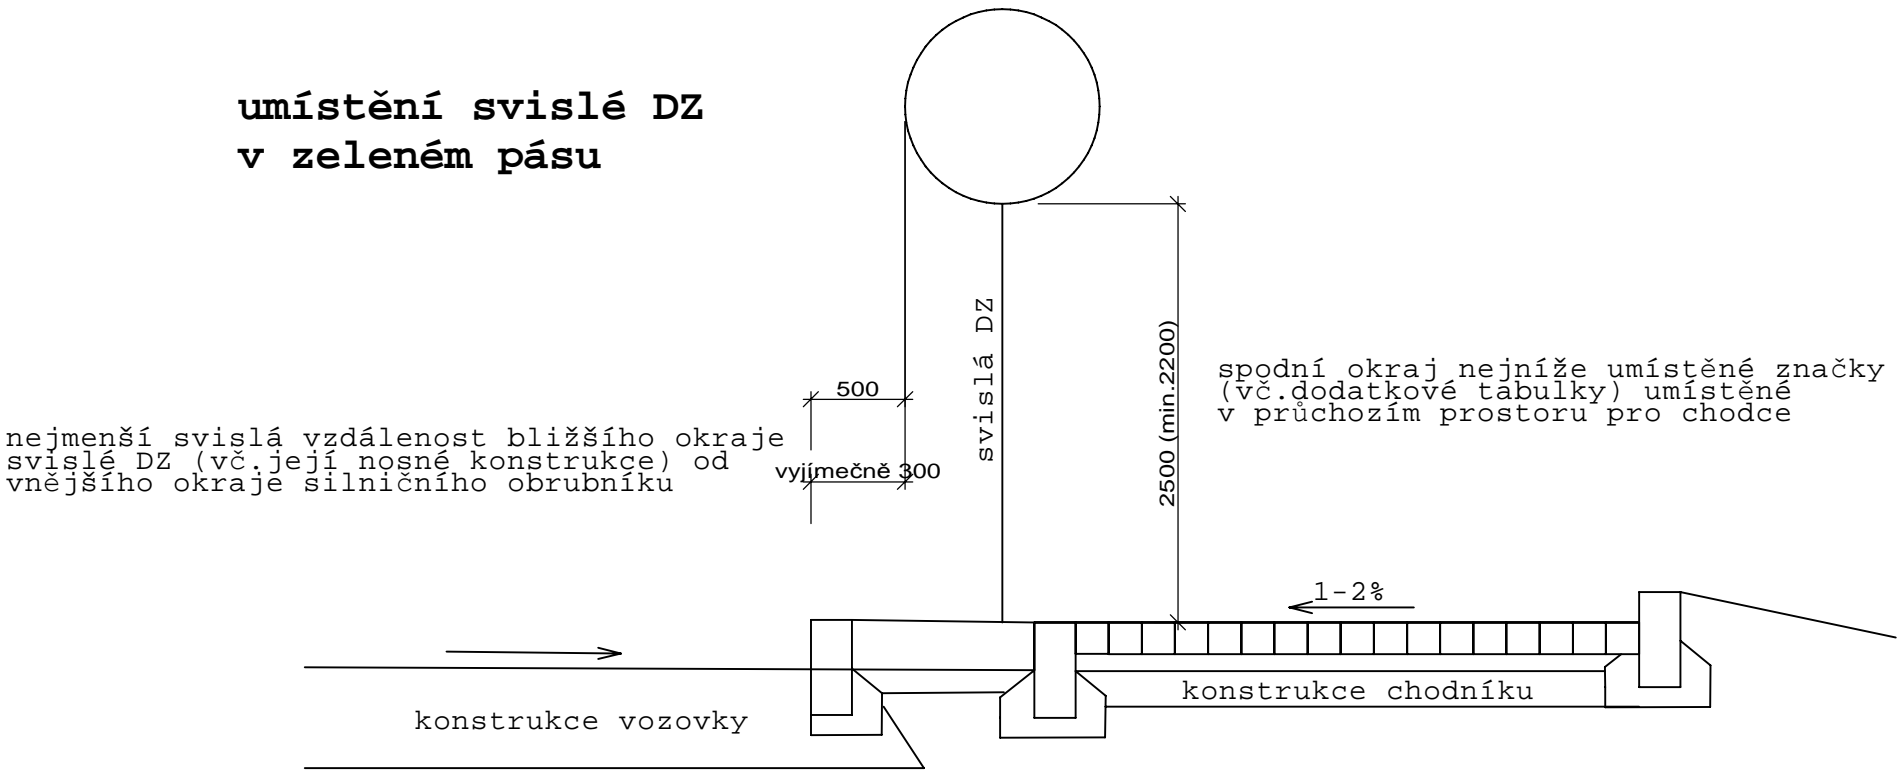 umístění svislé DZ
v zeleném pásu
svislá DZ
2500 (min.2200)
spodní okraj nejníže umístěné značky
(vč.dodatkové tabulky) umístěné
v průchozím prostoru pro chodce
500
nejmenší svislá vzdálenost bližšího okraje
svislé DZ (vč.její nosné konstrukce) od
vnějšího okraje silničního obrubníku
vyjímečně 300
1-2%
konstrukce chodníku
konstrukce vozovky